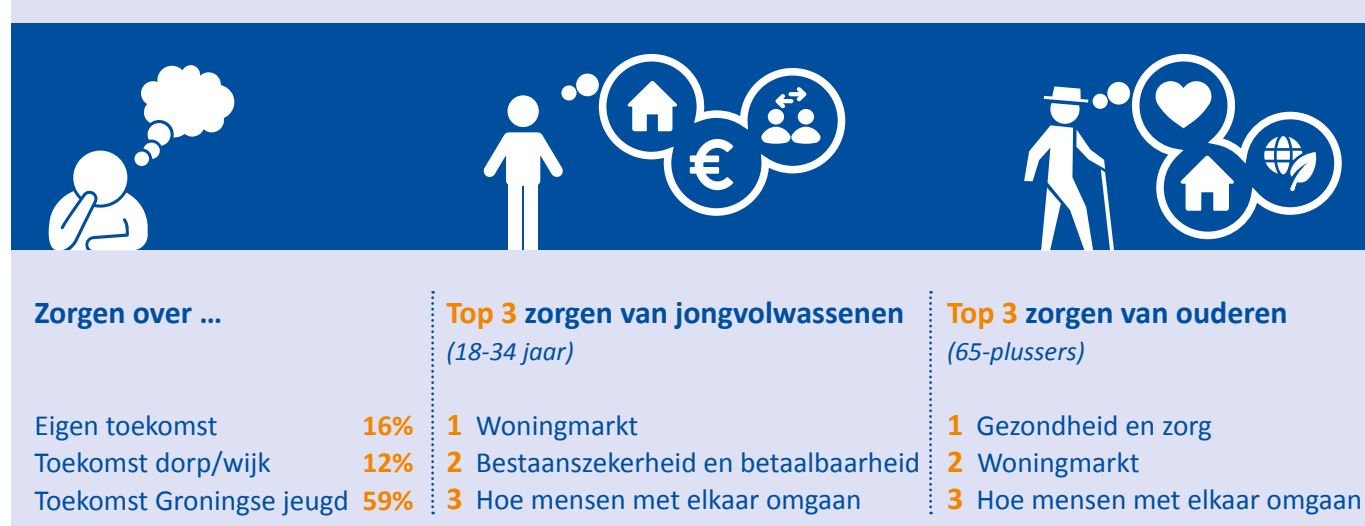 Zorgen over ...
Eigen toekomst 16%
Toekomst dorp/wijk 12%
Toekomst Groningse jeugd 59%
Top 3 zorgen van jongvolwassenen
(18-34 jaar)
1 Woningmarkt
2 Bestaanszekerheid en betaalbaarheid
3 Hoe mensen met elkaar omgaan
Top 3 zorgen van ouderen
(65-plussers)
1 Gezondheid en zorg
2 Woningmarkt
3 Hoe mensen met elkaar omgaan